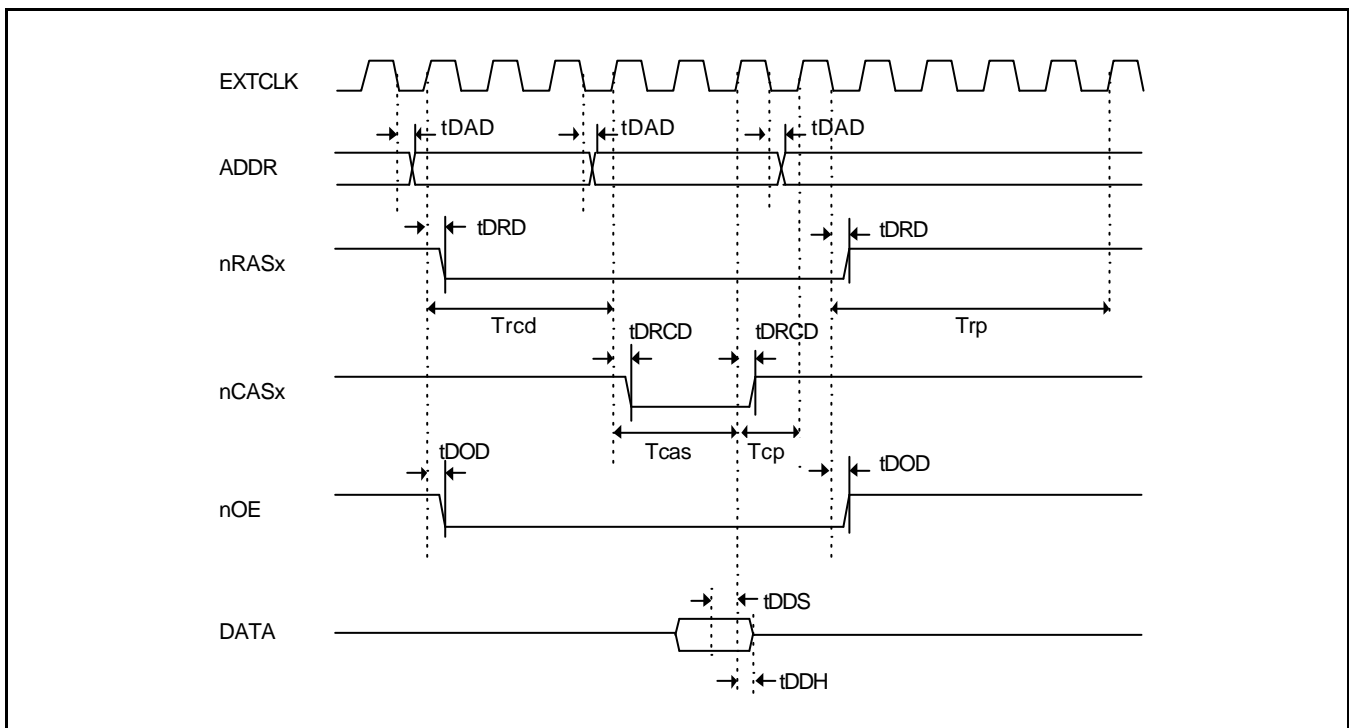 EXTCLK
tDAD tDAD tDAD
ADDR
tDRD tDRD
nRASx
Trcd Trp
tDRCD tDRCD
nCASx
Tcas Tcp
tDOD tDOD
nOE
tDDS
DATA
tDDH